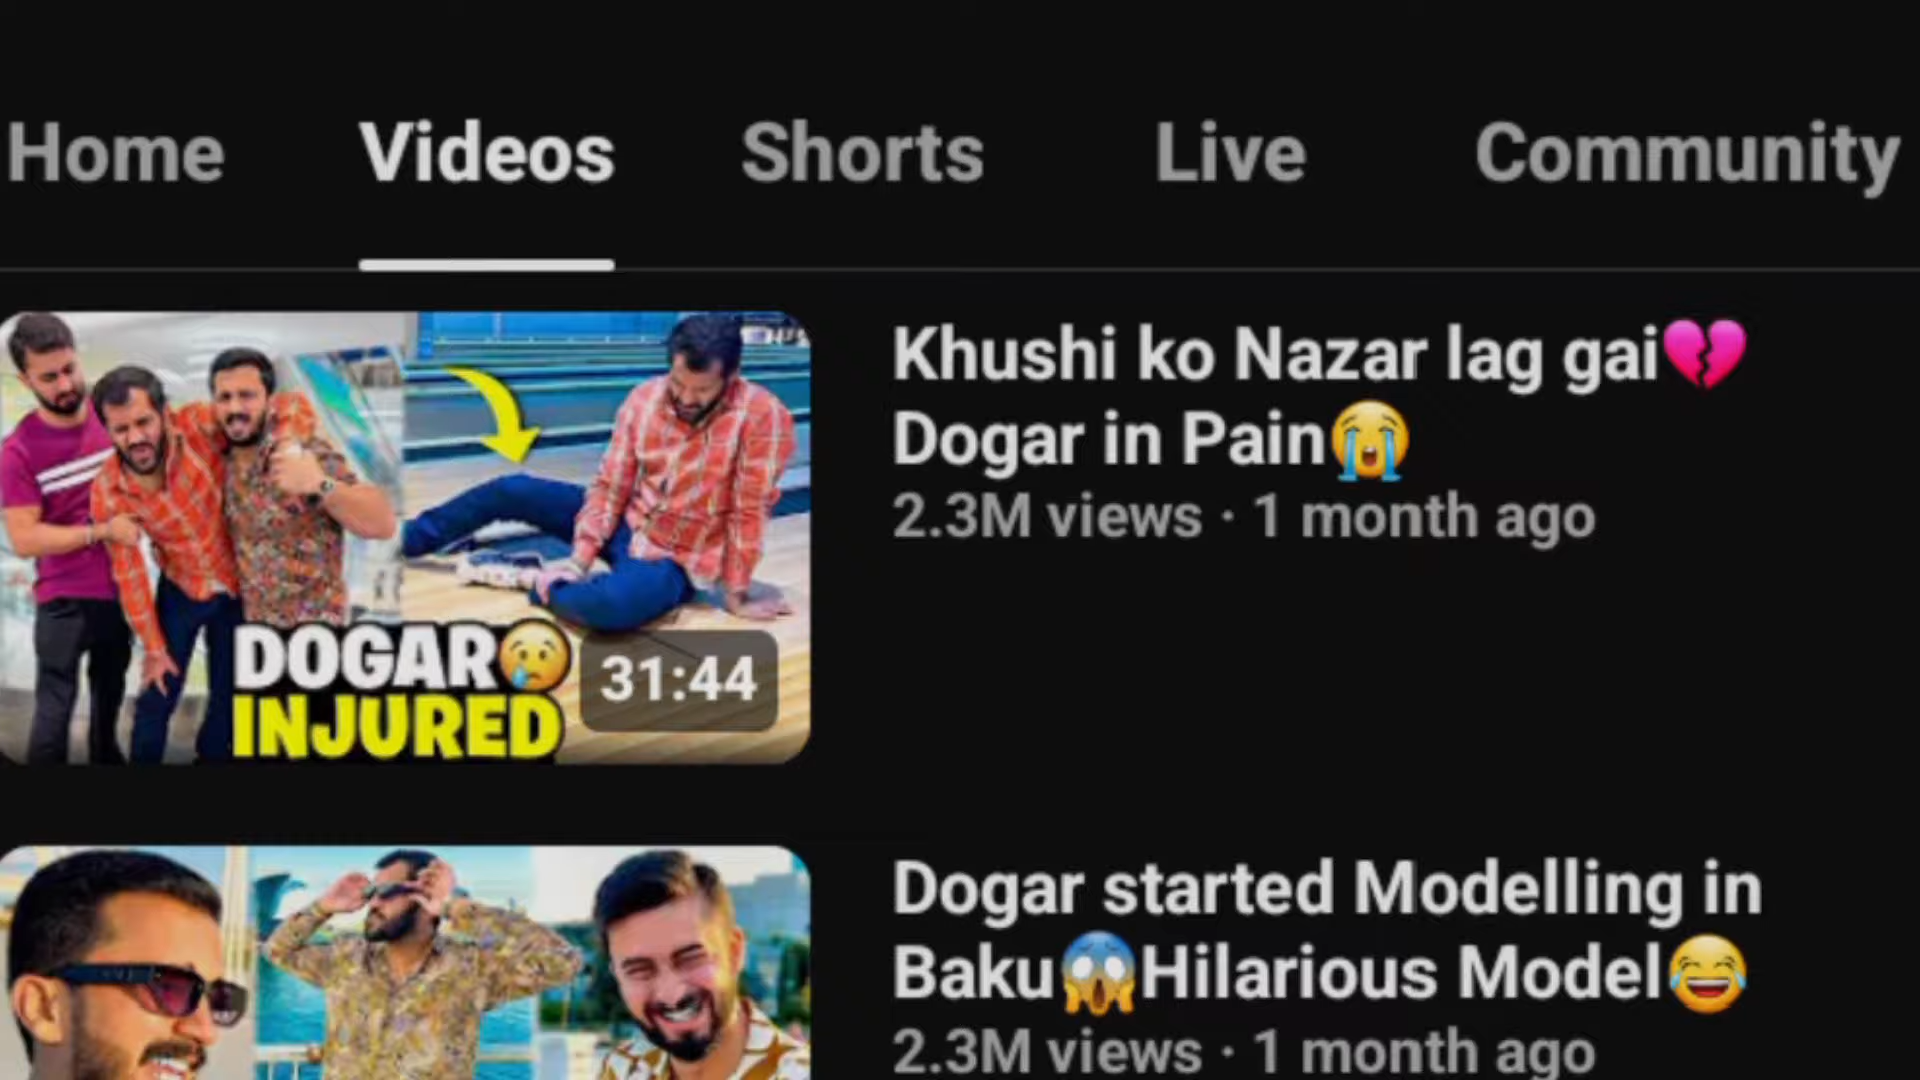 Home Videos Shorts Live Community
Khushi ko Nazar lag gai💔
Dogar in Pain😭
2.3M views · 1 month ago
DOGAR😢
INJURED
31:44
Dogar started Modelling in
Baku😱Hilarious Model😂
2.3M views · 1 month ago